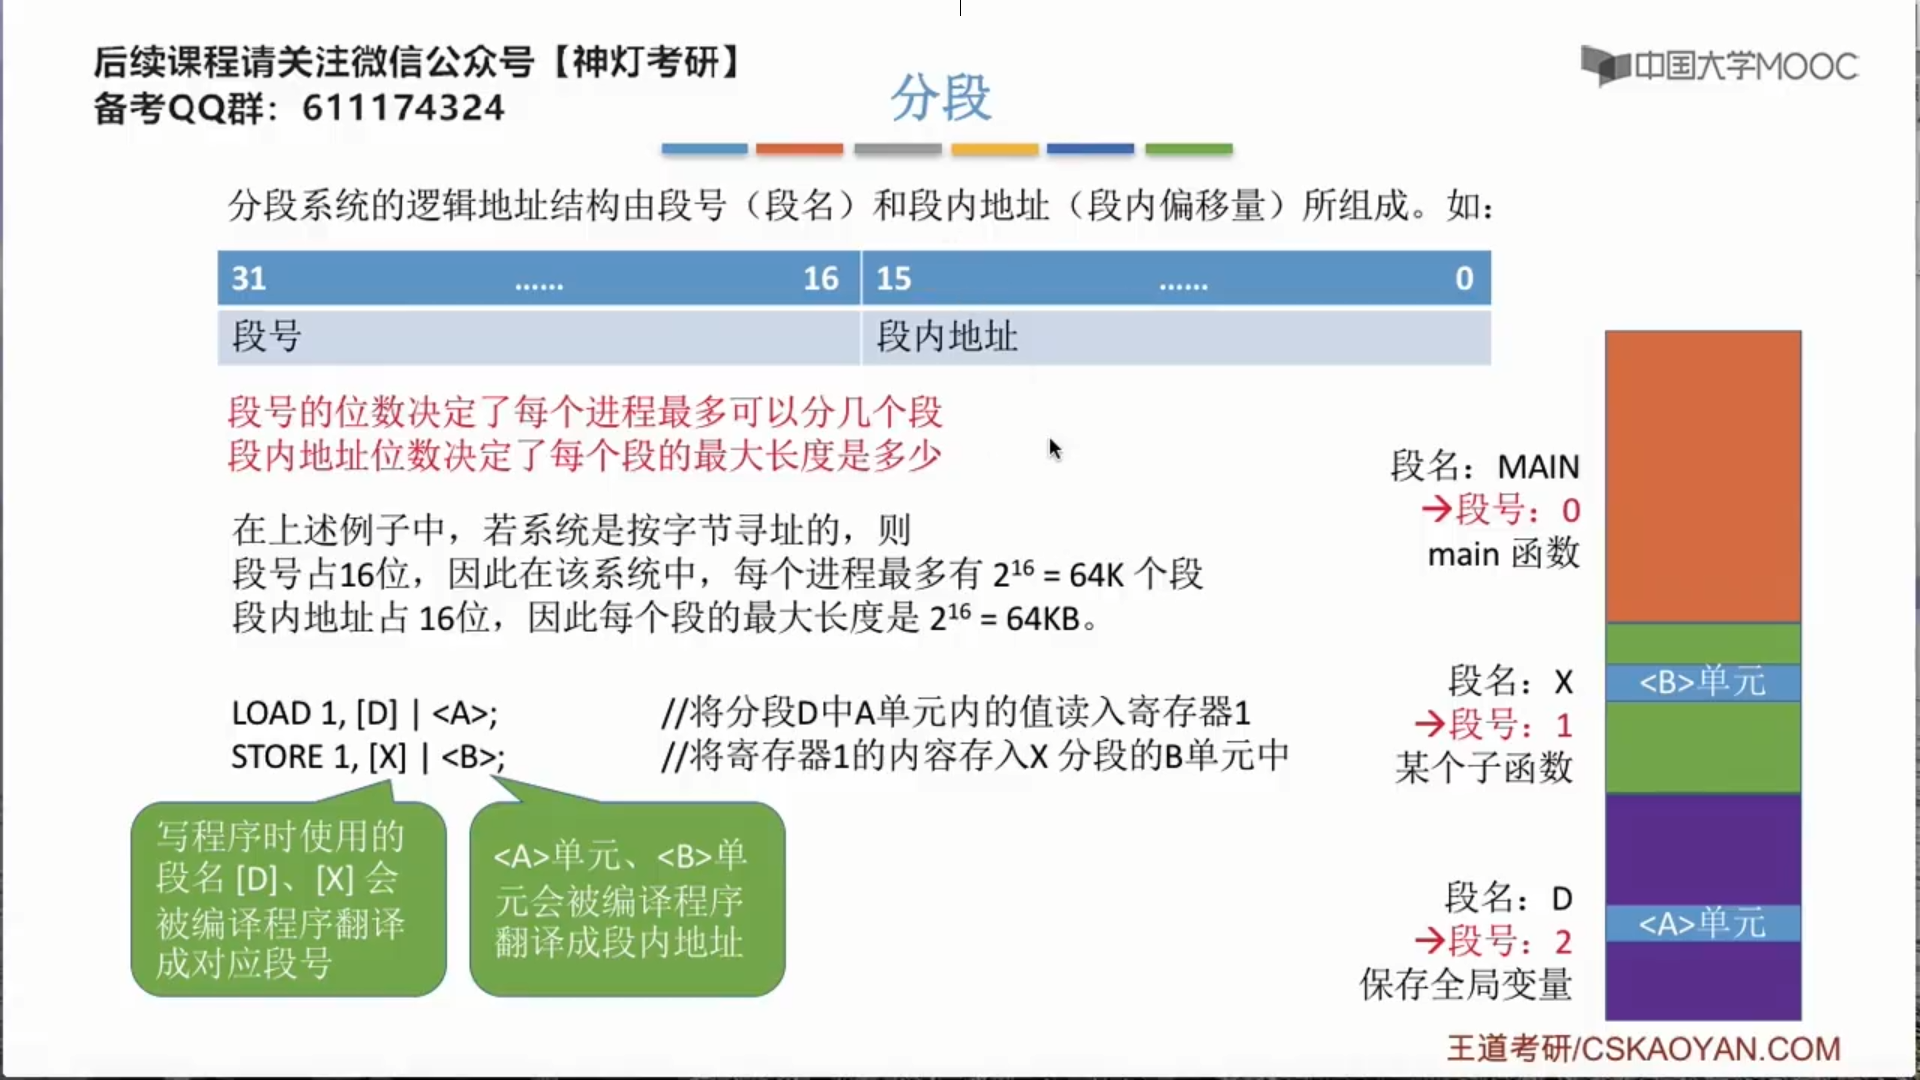 后续课程请关注微信公众号【神灯考研】
备考QQ群：611174324
中国大学MOOC
分段
分段系统的逻辑地址结构由段号（段名）和段内地址（段内偏移量）所组成。如：
31 …… 16 15 …… 0
段号 段内地址
段号的位数决定了每个进程最多可以分几个段
段内地址位数决定了每个段的最大长度是多少
在上述例子中，若系统是按字节寻址的，则
段号占16位，因此在该系统中，每个进程最多有 2¹⁶ = 64K 个段
段内地址占 16位，因此每个段的最大长度是 2¹⁶ = 64KB。
LOAD 1, [D] | <A>; //将分段D中A单元内的值读入寄存器1
STORE 1, [X] | <B>; //将寄存器1的内容存入X 分段的B单元中
写程序时使用的
段名 [D]、[X] 会
被编译程序翻译
成对应段号
<A>单元、<B>单
元会被编译程序
翻译成段内地址
段名：MAIN
→段号：0
main 函数
段名：X
→段号：1
某个子函数
<B>单元
段名：D
→段号：2
保存全局变量
<A>单元
王道考研/CSKAOYAN.COM